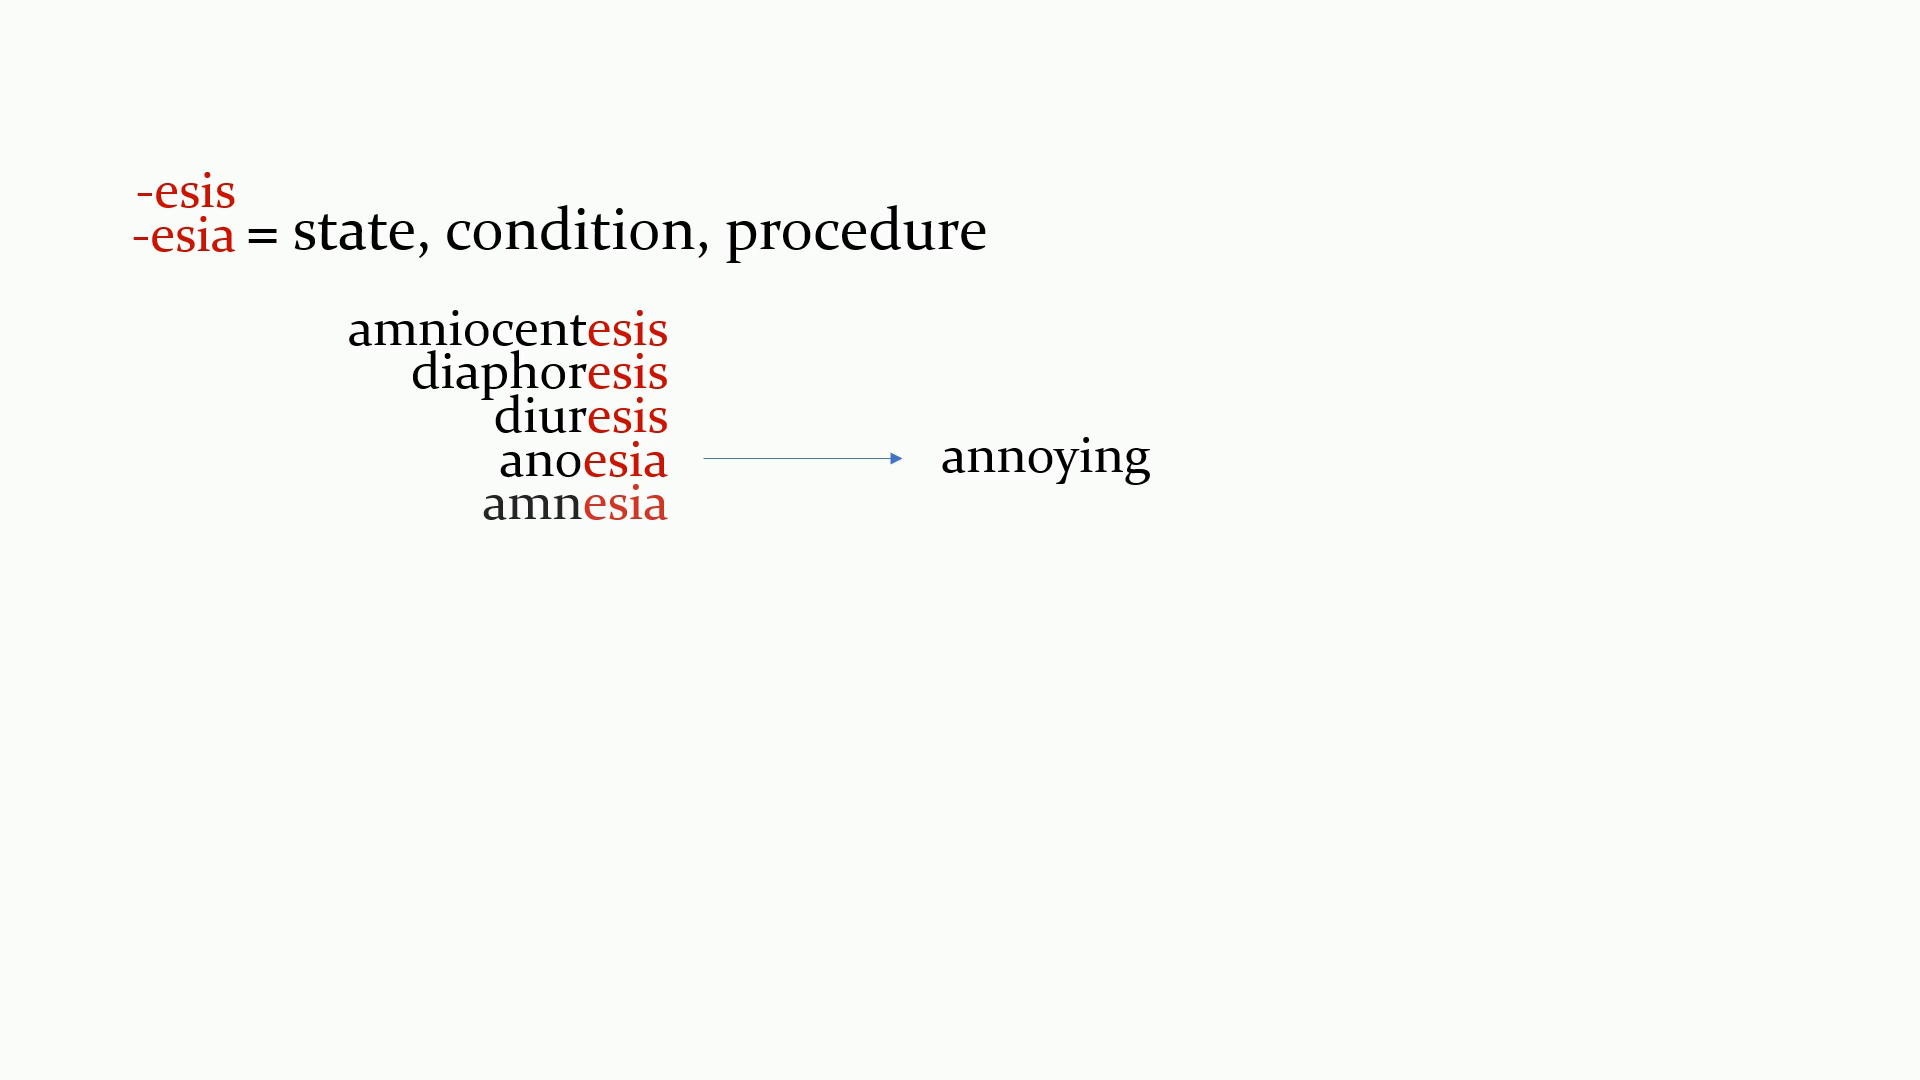 -esis
-esia = state, condition, procedure
amniocentesis
diaphoresis
diuresis
anoesia
annoying
amnesia